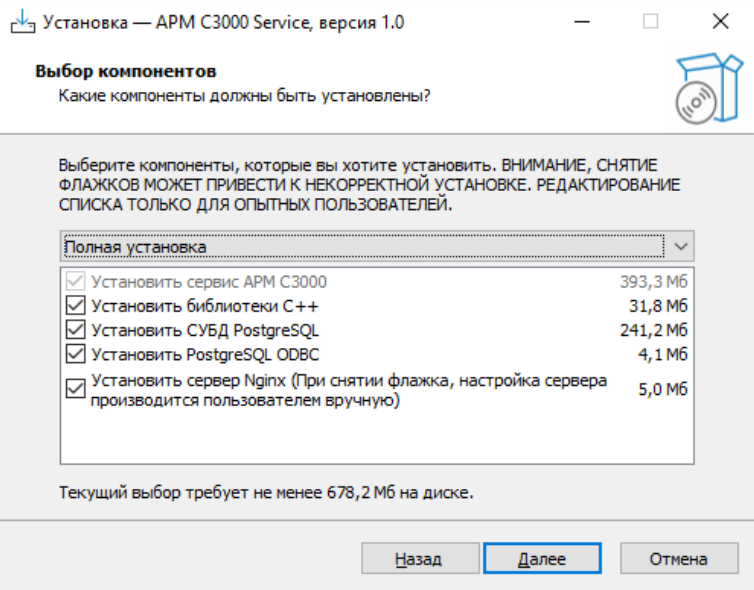 Установка — АРМ С3000 Service, версия 1.0
Выбор компонентов
Какие компоненты должны быть установлены?
Выберите компоненты, которые вы хотите установить. ВНИМАНИЕ, СНЯТИЕ
ФЛАЖКОВ МОЖЕТ ПРИВЕСТИ К НЕКОРРЕКТНОЙ УСТАНОВКЕ. РЕДАКТИРОВАНИЕ
СПИСКА ТОЛЬКО ДЛЯ ОПЫТНЫХ ПОЛЬЗОВАТЕЛЕЙ.
Полная установка
Установить сервис АРМ С3000 393,3 Мб
Установить библиотеки C++ 31,8 Мб
Установить СУБД PostgreSQL 241,2 Мб
Установить PostgreSQL ODBC 4,1 Мб
Установить сервер Nginx (При снятии флажка, настройка сервера
производится пользователем вручную) 5,0 Мб
Текущий выбор требует не менее 678,2 Мб на диске.
Назад Далее Отмена